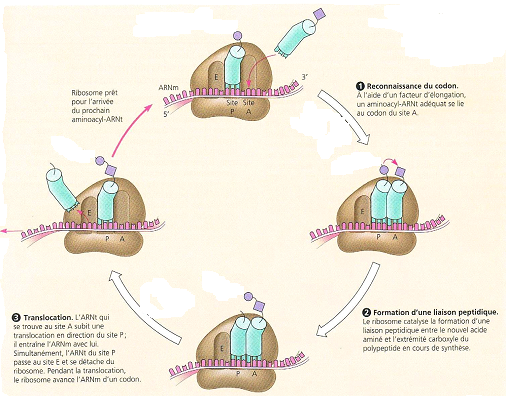 E
ARNm
3'
5'
Site Site
P A
Ribosome prêt
pour l'arrivée
du prochain
aminoacyl-ARNt
❶ Reconnaissance du codon.
A l'aide d'un facteur d'élongation,
un aminoacyl-ARNt adéquat se lie
au codon du site A.
E
P A
❷ Formation d'une liaison peptidique.
Le ribosome catalyse la formation d'une
liaison peptidique entre le nouvel acide
aminé et l'extrémité carboxyle du
polypeptide en cours de synthèse.
E
P A
❸ Translocation. L'ARNt qui
se trouve au site A subit une
translocation en direction du site P;
il entraîne l'ARNm avec lui.
Simultanément, l'ARNt du site P
passe au site E et se détache du
ribosome. Pendant la translocation,
le ribosome avance l'ARNm d'un codon.
E
P A